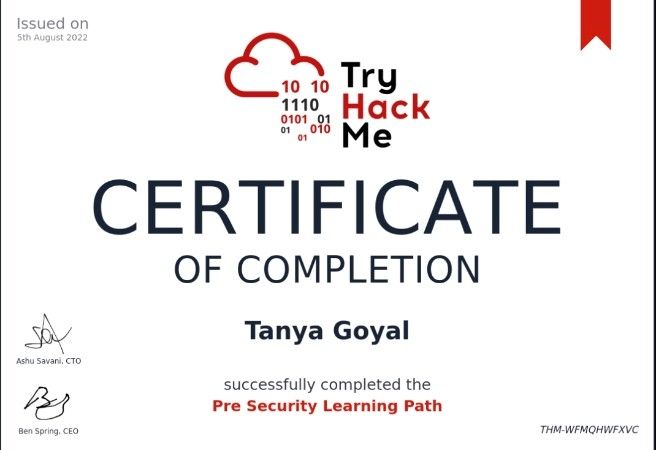 Issued on
5th August 2022
10 10
1110
0101 01
01 010
01
Try
Hack
Me
CERTIFICATE
OF COMPLETION
Tanya Goyal
successfully completed the
Pre Security Learning Path
Ashu Savani, CTO
Ben Spring, CEO
THM-WFMQHWFXVC